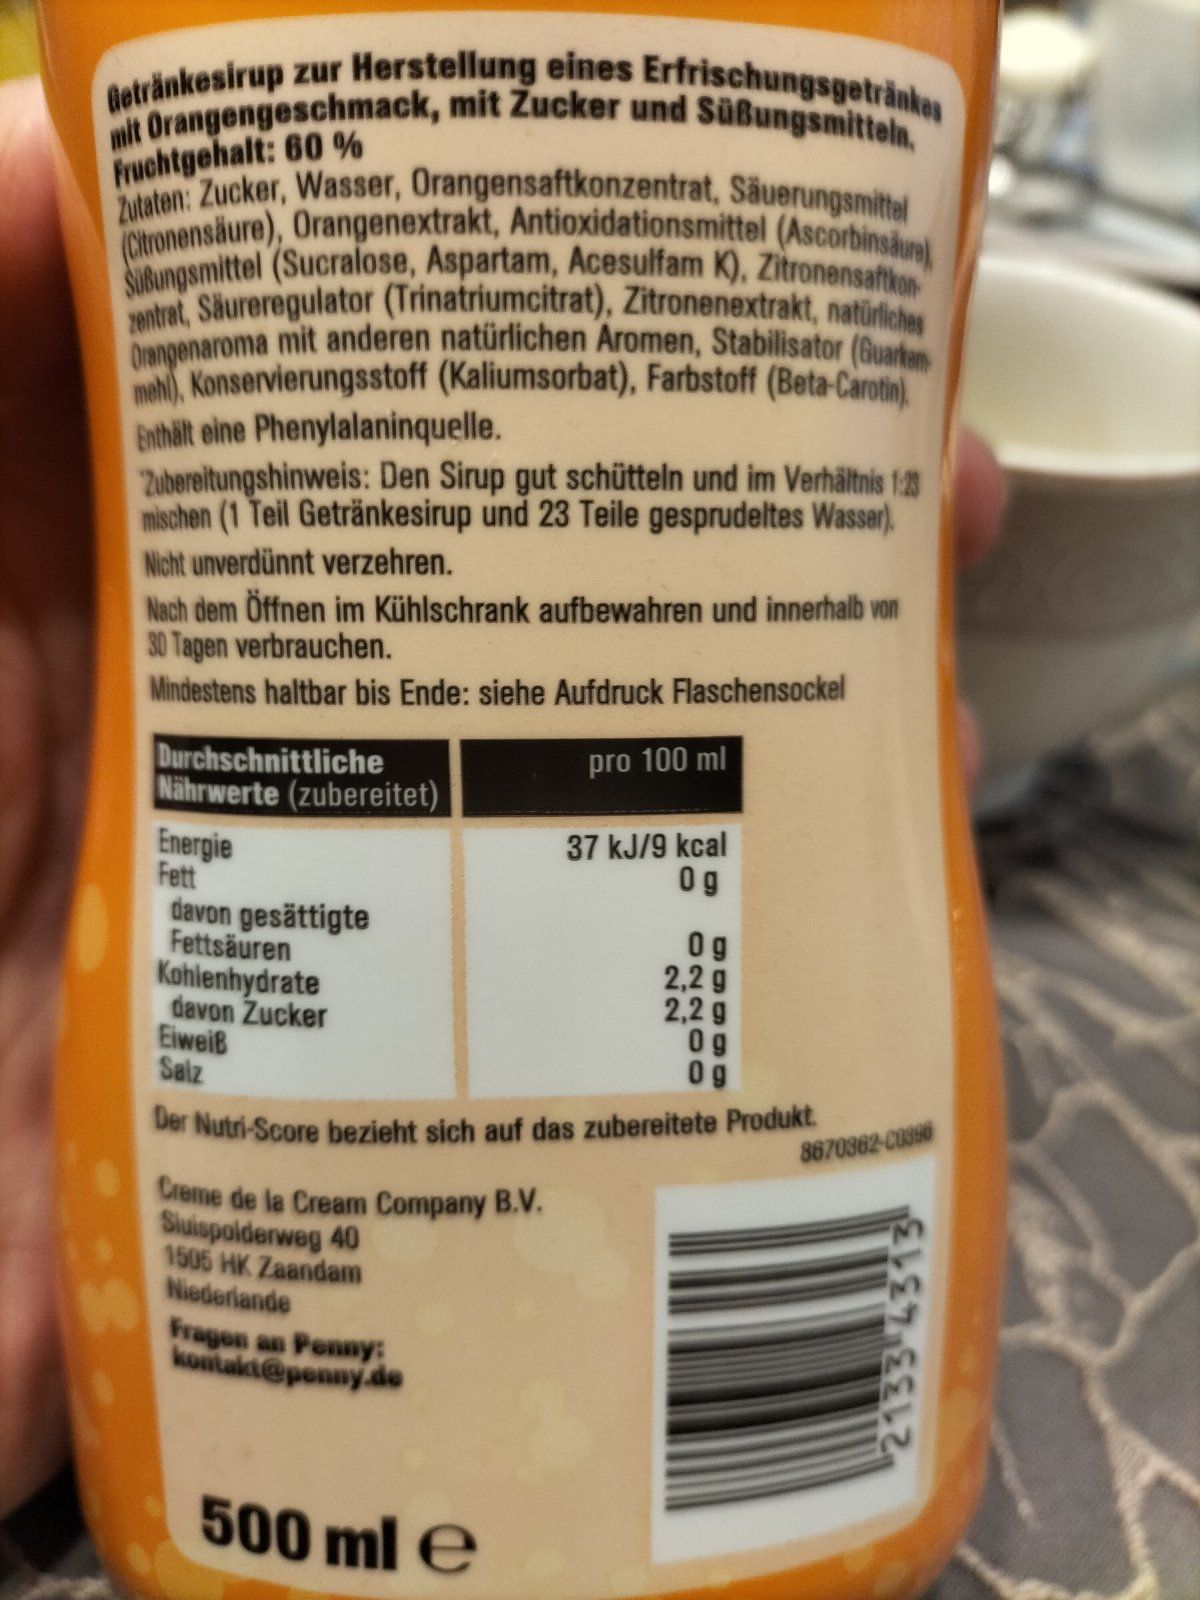 Getränkesirup zur Herstellung eines Erfrischungsgetränkes
mit Orangengeschmack, mit Zucker und Süßungsmitteln.
Fruchtgehalt: 60 %
Zutaten: Zucker, Wasser, Orangensaftkonzentrat, Säuerungsmittel
(Citronensäure), Orangenextrakt, Antioxidationsmittel (Ascorbinsäure),
Süßungsmittel (Sucralose, Aspartam, Acesulfam K), Zitronensaftkon-
zentrat, Säureregulator (Trinatriumcitrat), Zitronenextrakt, natürliches
Orangenaroma mit anderen natürlichen Aromen, Stabilisator (Guarkern-
mehl), Konservierungsstoff (Kaliumsorbat), Farbstoff (Beta-Carotin).
Enthält eine Phenylalaninquelle.
*Zubereitungshinweis: Den Sirup gut schütteln und im Verhältnis 1:23
mischen (1 Teil Getränkesirup und 23 Teile gesprudeltes Wasser).
Nicht unverdünnt verzehren.
Nach dem Öffnen im Kühlschrank aufbewahren und innerhalb von
30 Tagen verbrauchen.
Mindestens haltbar bis Ende: siehe Aufdruck Flaschensockel
Durchschnittliche
Nährwerte (zubereitet) pro 100 ml
Energie 37 kJ/9 kcal
Fett 0 g
davon gesättigte
Fettsäuren 0 g
Kohlenhydrate 2,2 g
davon Zucker 2,2 g
Eiweiß 0 g
Salz 0 g
Der Nutri-Score bezieht sich auf das zubereitete Produkt.
8670362-C0396
Creme de la Cream Company B.V.
Sluispolderweg 40
1505 HK Zaandam
Niederlande
Fragen an Penny:
kontakt@penny.de
2133 4313
500 ml e